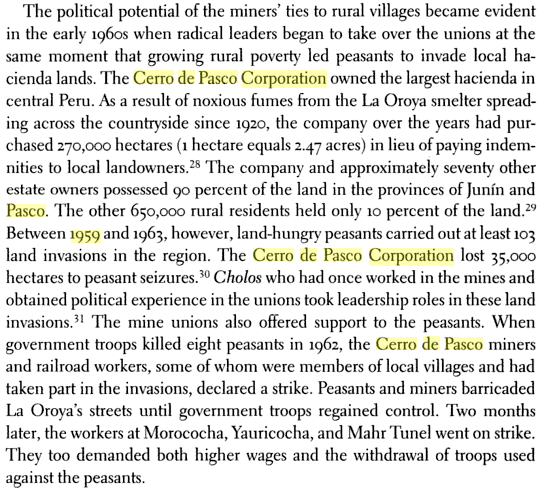 The political potential of the miners' ties to rural villages became evident
in the early 1960s when radical leaders began to take over the unions at the
same moment that growing rural poverty led peasants to invade local ha-
cienda lands. The Cerro de Pasco Corporation owned the largest hacienda in
central Peru. As a result of noxious fumes from the La Oroya smelter spread-
ing across the countryside since 1920, the company over the years had pur-
chased 270,000 hectares (1 hectare equals 2.47 acres) in lieu of paying indem-
nities to local landowners.28 The company and approximately seventy other
estate owners possessed 90 percent of the land in the provinces of Junín and
Pasco. The other 650,000 rural residents held only 10 percent of the land.29
Between 1959 and 1963, however, land-hungry peasants carried out at least 103
land invasions in the region. The Cerro de Pasco Corporation lost 35,000
hectares to peasant seizures.30 Cholos who had once worked in the mines and
obtained political experience in the unions took leadership roles in these land
invasions.31 The mine unions also offered support to the peasants. When
government troops killed eight peasants in 1962, the Cerro de Pasco miners
and railroad workers, some of whom were members of local villages and had
taken part in the invasions, declared a strike. Peasants and miners barricaded
La Oroya's streets until government troops regained control. Two months
later, the workers at Morococha, Yauricocha, and Mahr Tunel went on strike.
They too demanded both higher wages and the withdrawal of troops used
against the peasants.